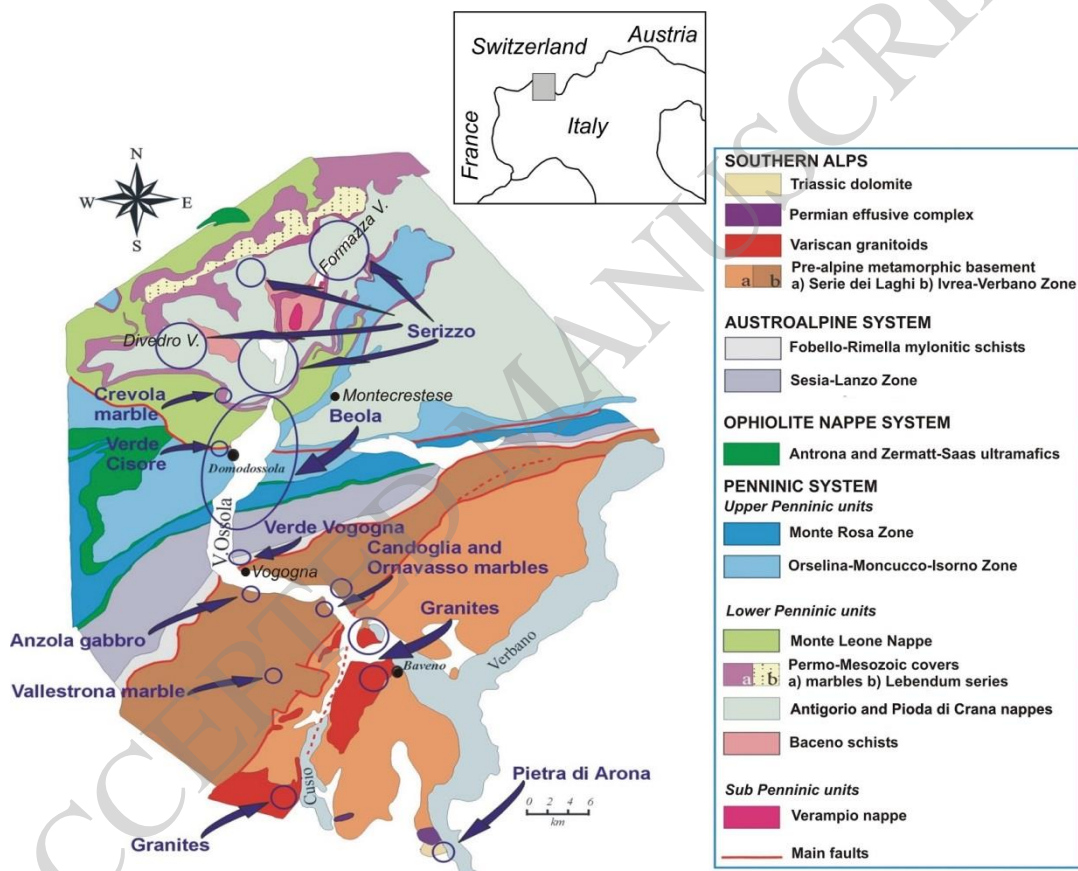 Switzerland
Austria
France
Italy
N
W
E
S
Formazza V.
Divedro V.
Serizzo
Crevola
marble
Montecrestese
Beola
Verde
Cisore
Domodossola
V.Ossola
Verde Vogogna
Candoglia and
Ornavasso marbles
Vogogna
Granites
Anzola gabbro
Verbano
Baveno
Vallestrona marble
Cusio
Pietra di Arona
0 2 4 6
km
Granites
SOUTHERN ALPS
Triassic dolomite
Permian effusive complex
Variscan granitoids
a b
Pre-alpine metamorphic basement
a) Serie dei Laghi b) Ivrea-Verbano Zone
AUSTROALPINE SYSTEM
Fobello-Rimella mylonitic schists
Sesia-Lanzo Zone
OPHIOLITE NAPPE SYSTEM
Antrona and Zermatt-Saas ultramafics
PENNINIC SYSTEM
Upper Penninic units
Monte Rosa Zone
Orselina-Moncucco-Isorno Zone
Lower Penninic units
Monte Leone Nappe
a b
Permo-Mesozoic covers
a) marbles b) Lebendum series
Antigorio and Pioda di Crana nappes
Baceno schists
Sub Penninic units
Verampio nappe
Main faults
CCEPTED MANUSCRI